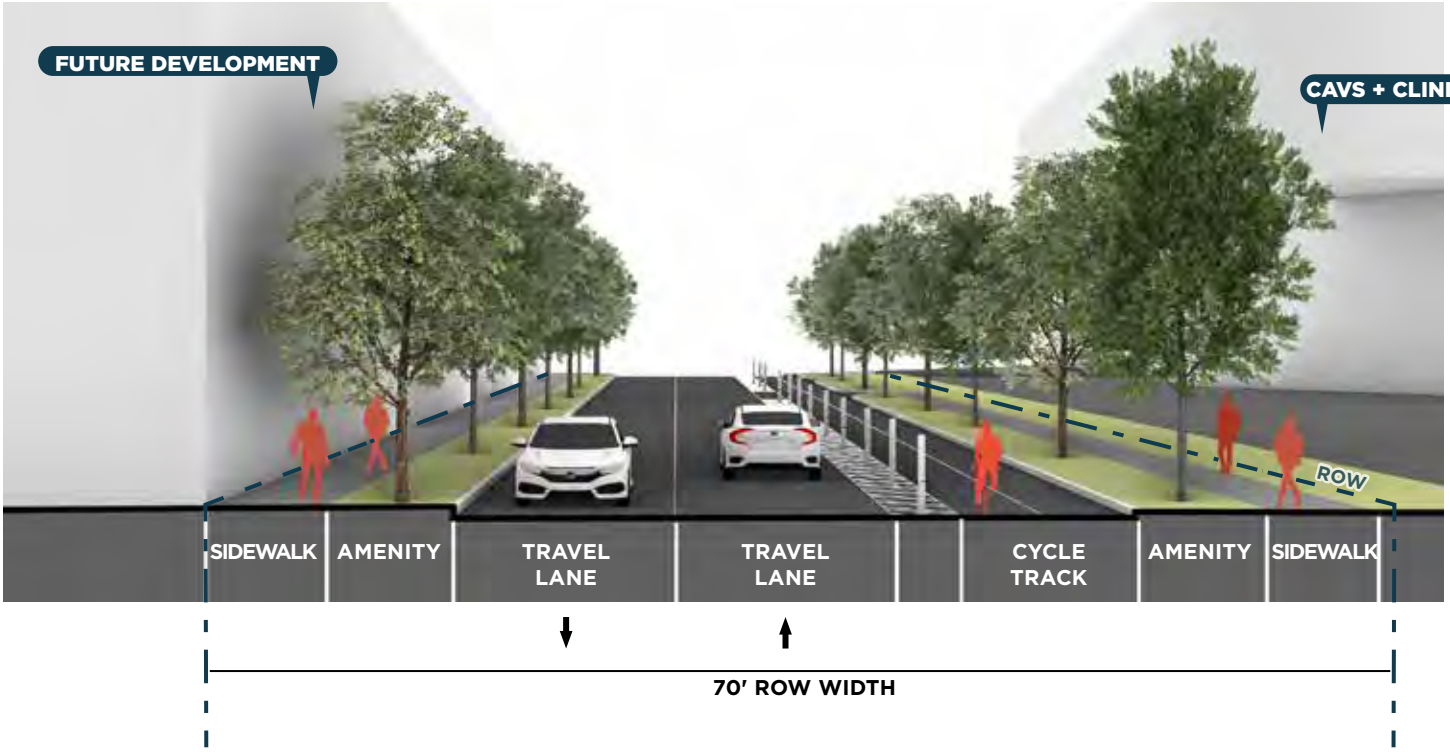 FUTURE DEVELOPMENT
CAVS + CLIN
ROW
SIDEWALK
AMENITY
TRAVEL
LANE
TRAVEL
LANE
CYCLE
TRACK
AMENITY
SIDEWALK
70' ROW WIDTH